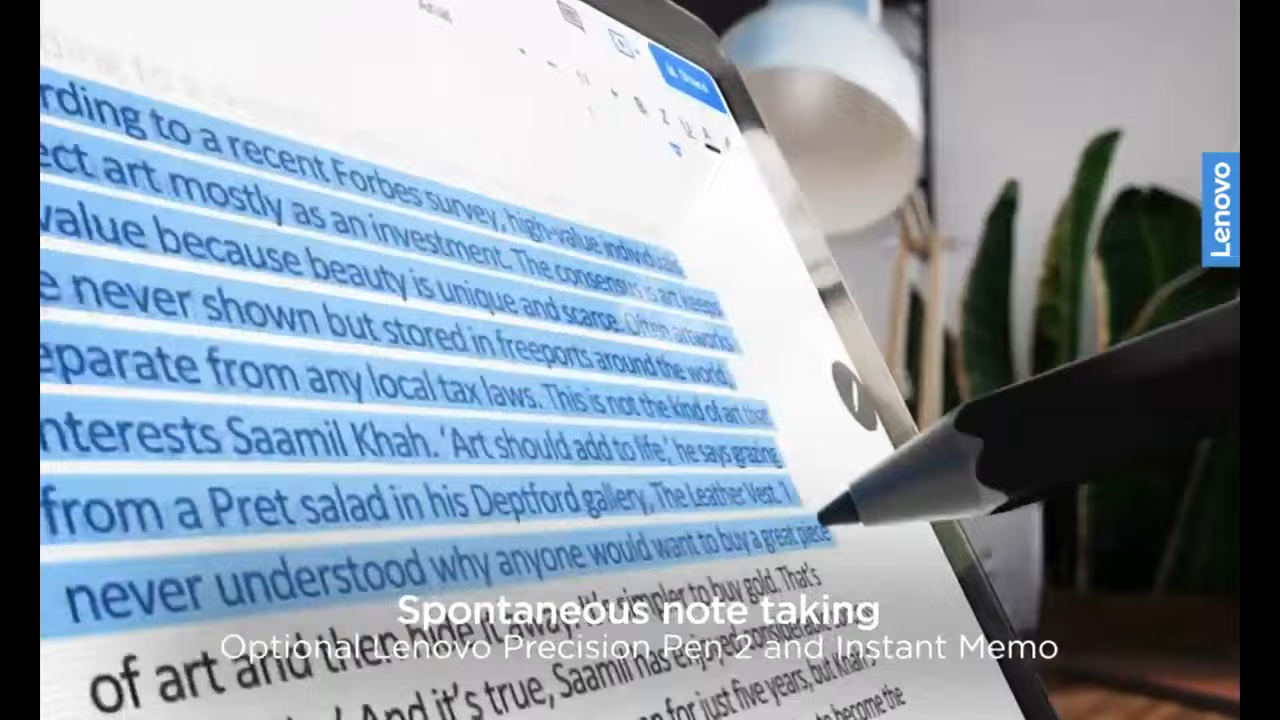 Share
B I U A
rding to a recent Forbes survey, high-value individuals
ect art mostly as an investment. The consensus is art keeps
value because beauty is unique and scarce. Often artworks
e never shown but stored in freeports around the world,
eparate from any local tax laws. This is not the kind of art that
nterests Saamil Khah. ‘Art should add to life,’ he says grazing
from a Pret salad in his Deptford gallery, The Leather Vest. ‘I
never understood why anyone would want to buy a great piece
of art and then hide it away. It’s simpler to buy gold. That’s
And it’s true, Saamil has enjoyed considerable
for just five years, but Khah’s
to become the
Spontaneous note taking
Optional Lenovo Precision Pen 2 and Instant Memo
Lenovo